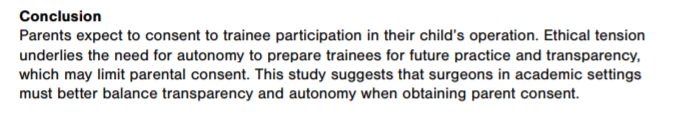 Conclusion
Parents expect to consent to trainee participation in their child's operation. Ethical tension
underlies the need for autonomy to prepare trainees for future practice and transparency,
which may limit parental consent. This study suggests that surgeons in academic settings
must better balance transparency and autonomy when obtaining parent consent.